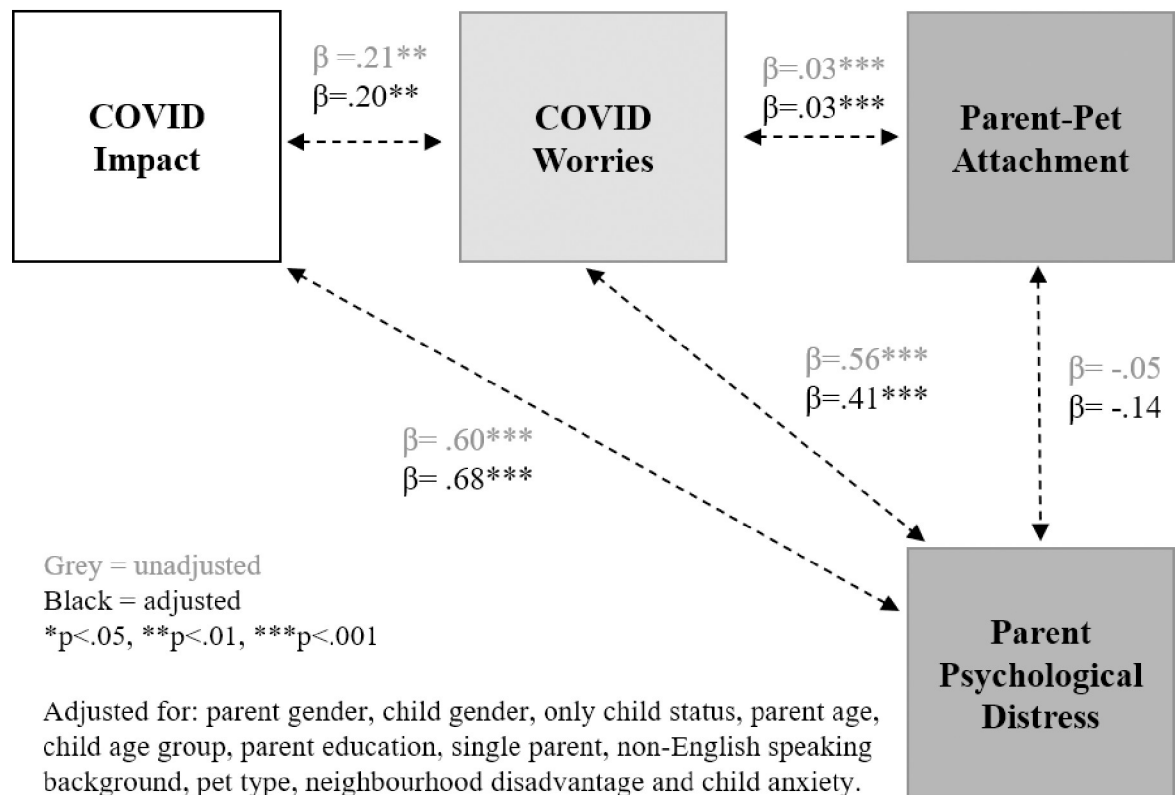 COVID
Impact
β =.21**
β=.20**
COVID
Worries
β=.03***
β=.03***
Parent-Pet
Attachment
β=.56***
β=.41***
β= -.05
β= -.14
β= .60***
β= .68***
Grey = unadjusted
Black = adjusted
*p<.05, **p<.01, ***p<.001
Parent
Psychological
Distress
Adjusted for: parent gender, child gender, only child status, parent age,
child age group, parent education, single parent, non-English speaking
background, pet type, neighbourhood disadvantage and child anxiety.